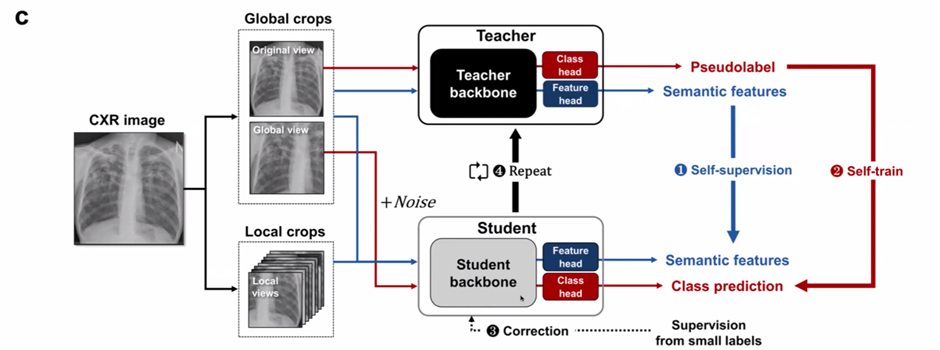 C
Global crops
Original view
Global view
CXR image
Local crops
Local
views
+Noise
Teacher
Teacher
backbone
Class
head
Feature
head
Pseudolabel
Semantic features
❶ Self-supervision
❷ Self-train
❹ Repeat
Student
Student
backbone
Feature
head
Class
head
Semantic features
Class prediction
❸ Correction
Supervision
from small labels